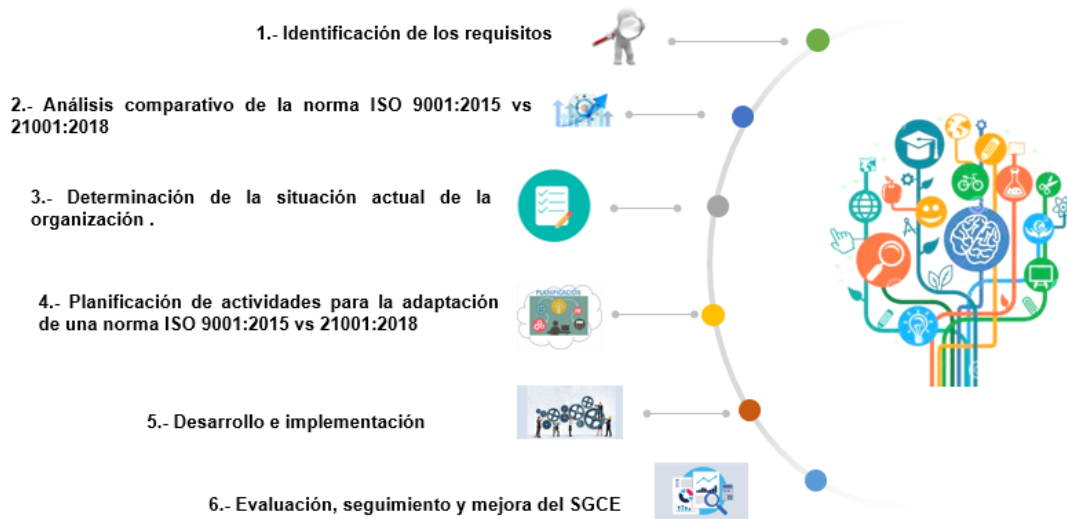 1.- Identificación de los requisitos
2.- Análisis comparativo de la norma ISO 9001:2015 vs
21001:2018
3.- Determinación de la situación actual de la
organización .
PLANIFICACIÓN
4.- Planificación de actividades para la adaptación
de una norma ISO 9001:2015 vs 21001:2018
5.- Desarrollo e implementación
6.- Evaluación, seguimiento y mejora del SGCE